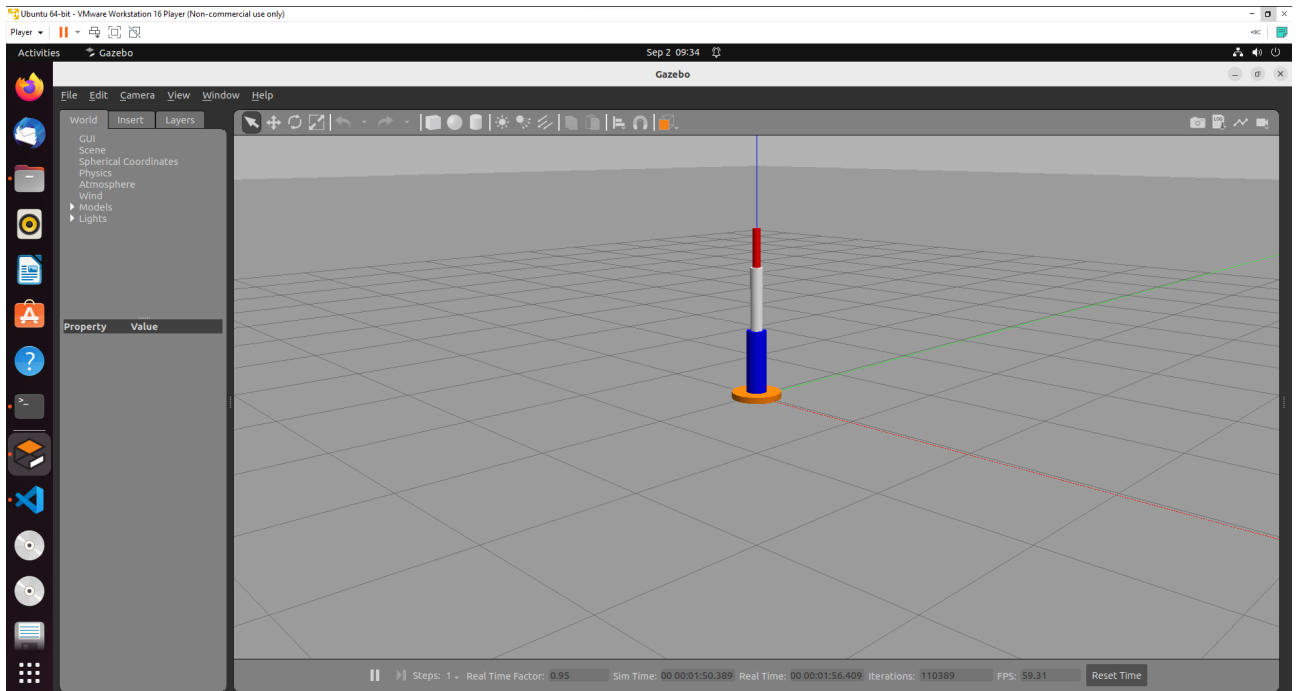 Ubuntu 64-bit - VMware Workstation 16 Player (Non-commercial use only)
Player
Activities Gazebo Sep 2 09:34
Gazebo
File Edit Camera View Window Help
World Insert Layers
GUI
Scene
Spherical Coordinates
Physics
Atmosphere
Wind
Models
Lights
Property Value
Steps: 1 Real Time Factor: 0.95 Sim Time: 00 00:01:50.389 Real Time: 00 00:01:56.409 Iterations: 110389 FPS: 59.31 Reset Time